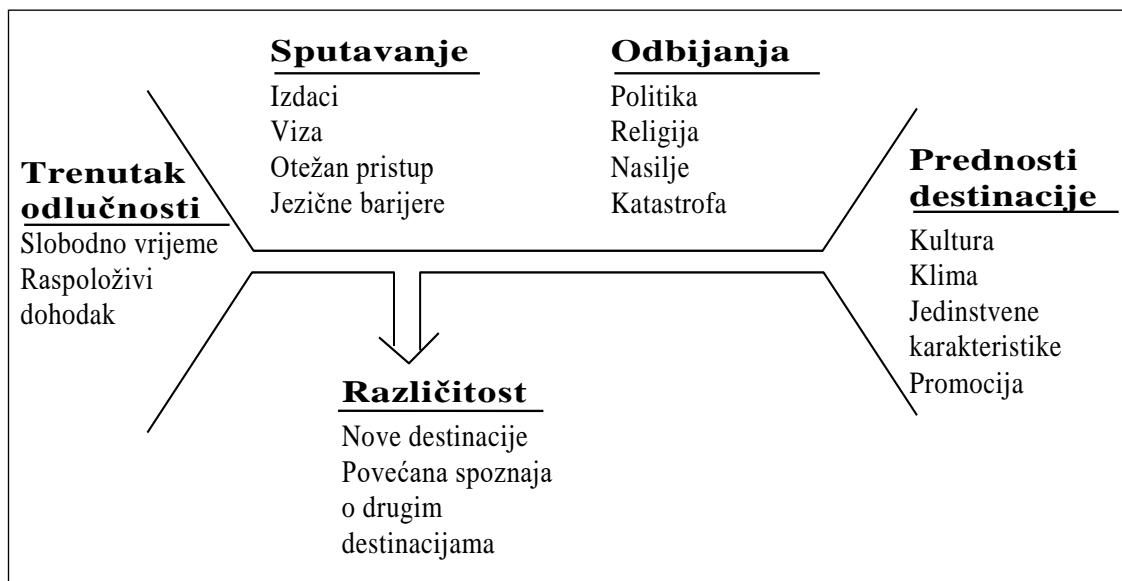 Sputavanje
Izdaci
Viza
Otežan pristup
Jezične barijere
Odbijanja
Politika
Religija
Nasilje
Katastrofa
Trenutak
odlučnosti
Slobodno vrijeme
Raspoloživi
dohodak
Prednosti
destinacije
Kultura
Klima
Jedinstvene
karakteristike
Promocija
Različitost
Nove destinacije
Povećana spoznaja
o drugim
destinacijama